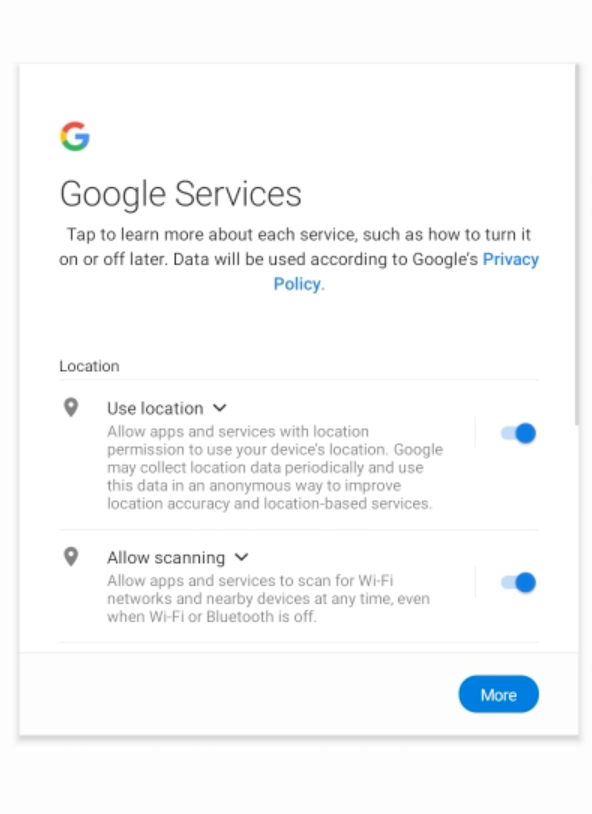 Google Services
Tap to learn more about each service, such as how to turn it
on or off later. Data will be used according to Google's Privacy
Policy.
Location
Use location
Allow apps and services with location
permission to use your device's location. Google
may collect location data periodically and use
this data in an anonymous way to improve
location accuracy and location-based services.
Allow scanning
Allow apps and services to scan for Wi-Fi
networks and nearby devices at any time, even
when Wi-Fi or Bluetooth is off.
More